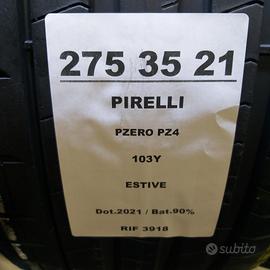 275 35 21
PIRELLI
PZERO PZ4
103Y
ESTIVE
Dot.2021 / Bat.90%
RIF 3918
subito